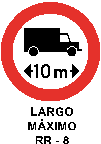 10 m
LARGO
MÁXIMO
RR - 8